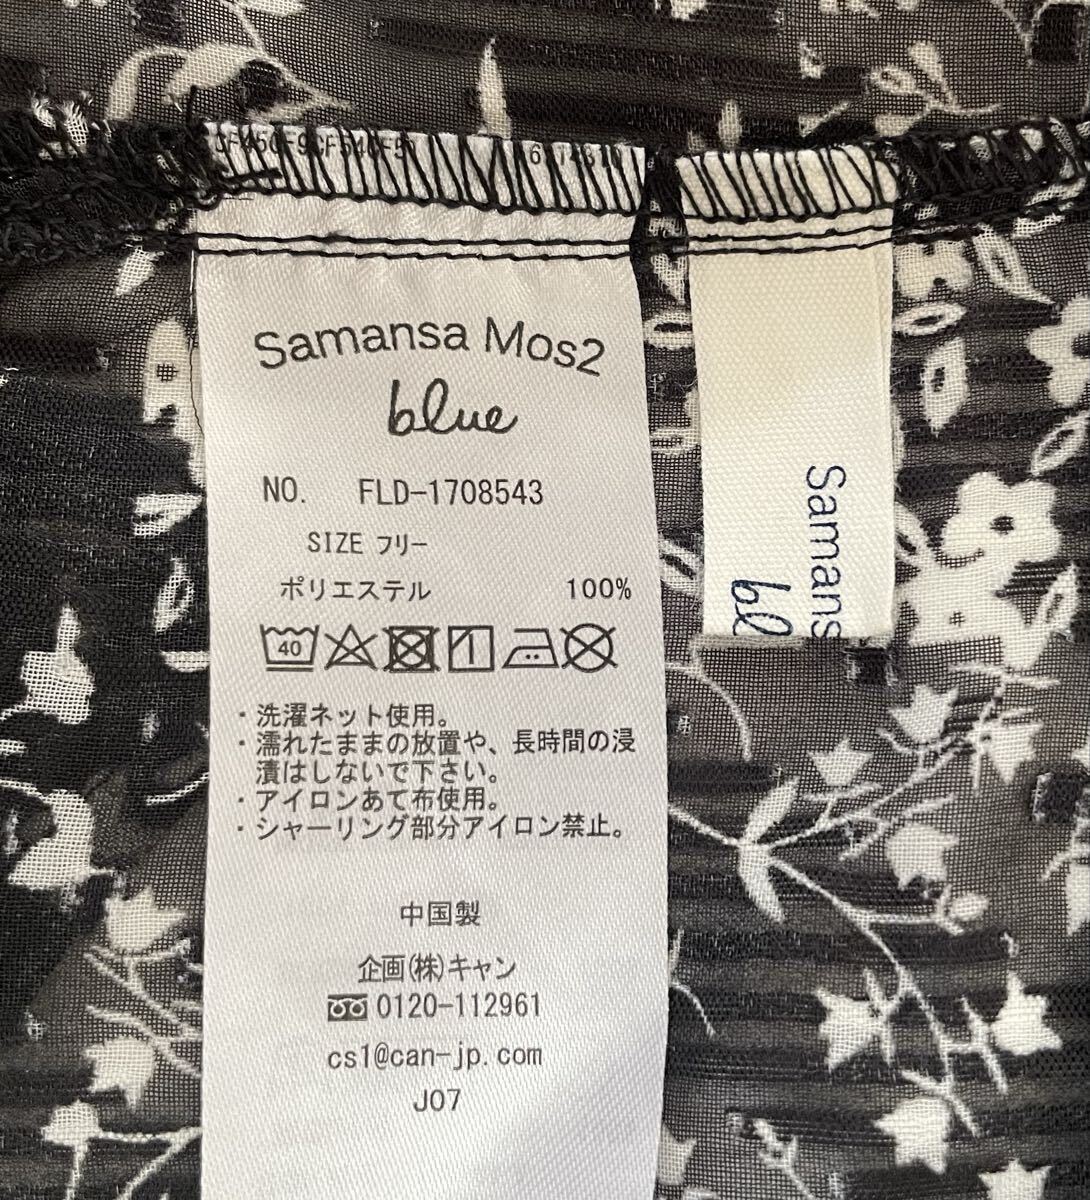 Samansa Mos2
blue
NO. FLD-1708543
SIZE フリー
ポリエステル 100%
40
・洗濯ネット使用。
・濡れたままの放置や、長時間の浸
漬はしないで下さい。
・アイロンあて布使用。
・シャーリング部分アイロン禁止。
中国製
企画(株)キャン
0120-112961
cs1@can-jp.com
J07
Samans
bl